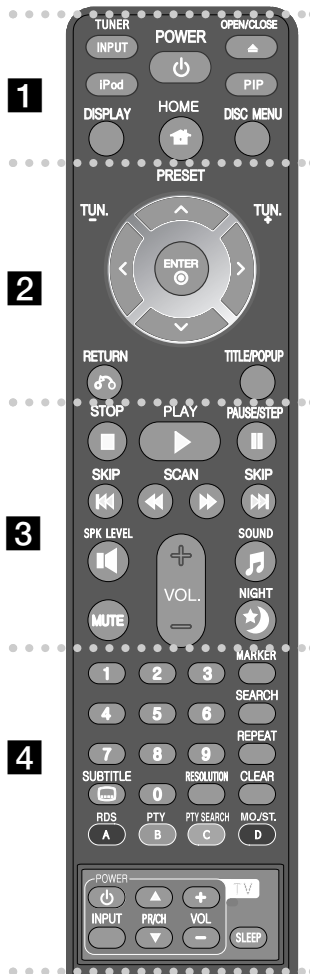 TUNER OPEN/CLOSE
INPUT POWER
iPod PIP
1
DISPLAY HOME DISC MENU
PRESET
TUN. TUN.
- +
ENTER
2
RETURN TITLE/POPUP
STOP PLAY PAUSE/STEP
SKIP SCAN SKIP
3
SPK LEVEL SOUND
+
VOL.
NIGHT
MUTE -
MARKER
1 2 3
SEARCH
4 5 6
REPEAT
4
7 8 9
SUBTITLE RESOLUTION CLEAR
0
RDS PTY PTY SEARCH MO./ST.
A B C D
POWER TV
+
INPUT PR/CH VOL
- SLEEP